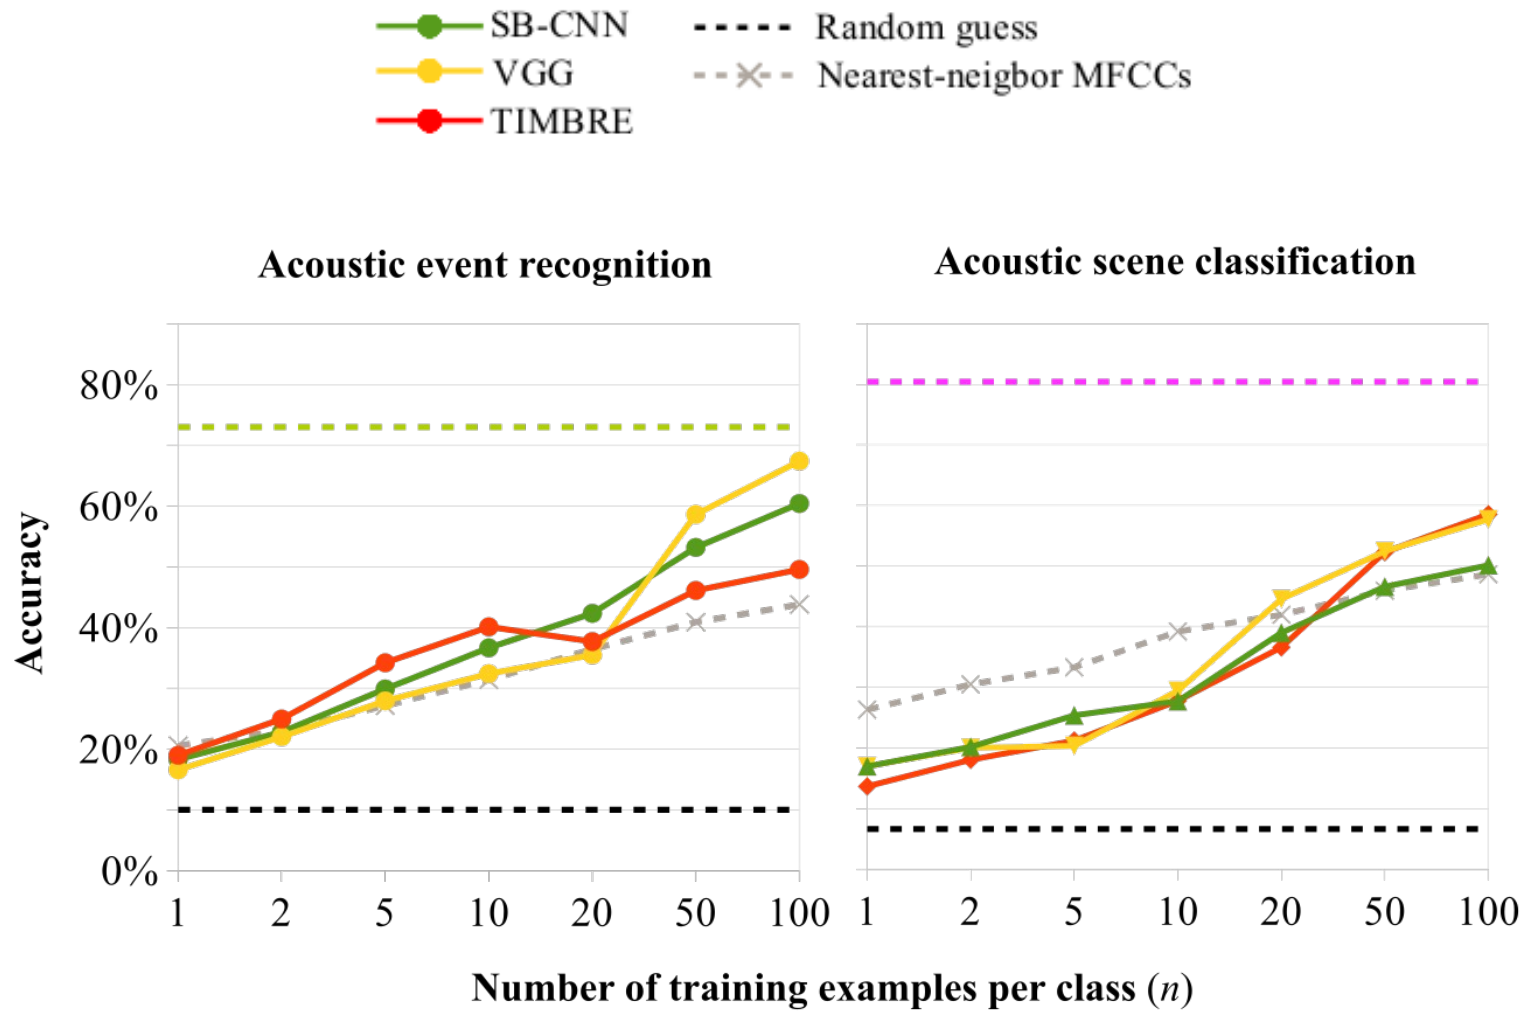 SB-CNN
VGG
TIMBRE
Random guess
Nearest-neigbor MFCCs
Acoustic event recognition
Acoustic scene classification
Accuracy
80%
60%
40%
20%
0%
1 2 5 10 20 50 100
1 2 5 10 20 50 100
Number of training examples per class (n)